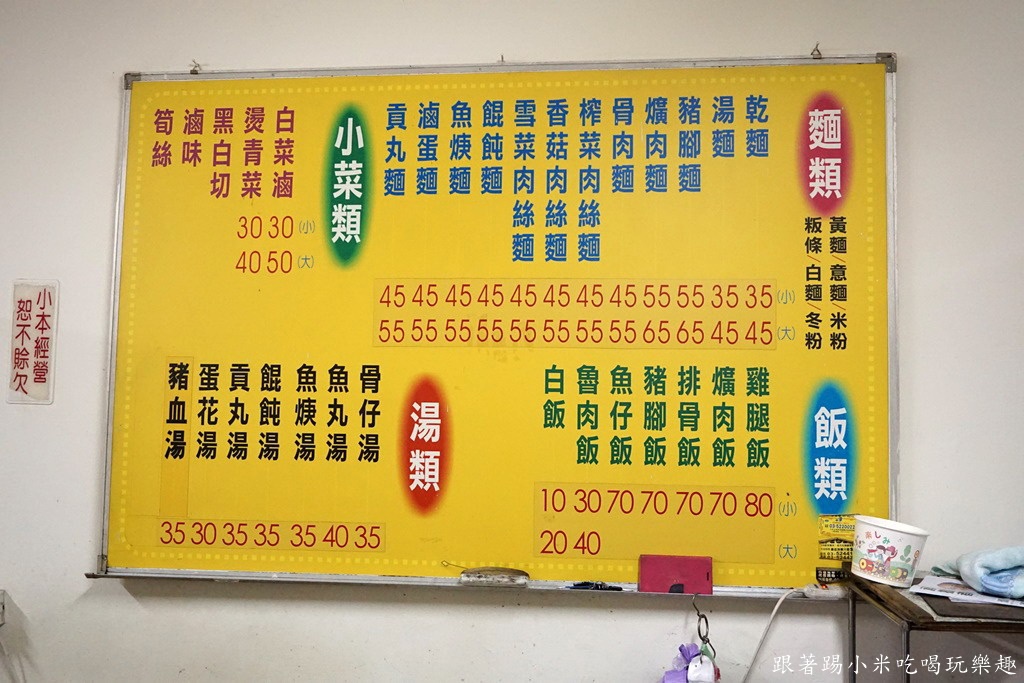 麵類
黃麵/意麵/米粉
粄條/白麵/冬粉
乾麵
湯麵
豬腳麵
爌肉麵
骨肉麵
榨菜肉絲麵
香菇肉絲麵
雪菜肉絲麵
餛飩麵
魚焿麵
滷蛋麵
貢丸麵
45 45 45 45 45 45 45 45 55 55 35 35 (小)
55 55 55 55 55 55 55 55 65 65 45 45 (大)
小菜類
白菜滷
燙青菜
黑白切
滷味
筍絲
30 30 (小)
40 50 (大)
飯類
雞腿飯
爌肉飯
排骨飯
豬腳飯
魚仔飯
魯肉飯
白飯
10 30 70 70 70 70 80 (小)
20 40 (大)
湯類
骨仔湯
魚丸湯
魚焿湯
餛飩湯
貢丸湯
蛋花湯
豬血湯
35 30 35 35 35 40 35
小本經營
恕不賒欠
楽しみ
跟著踢小米吃喝玩樂趣